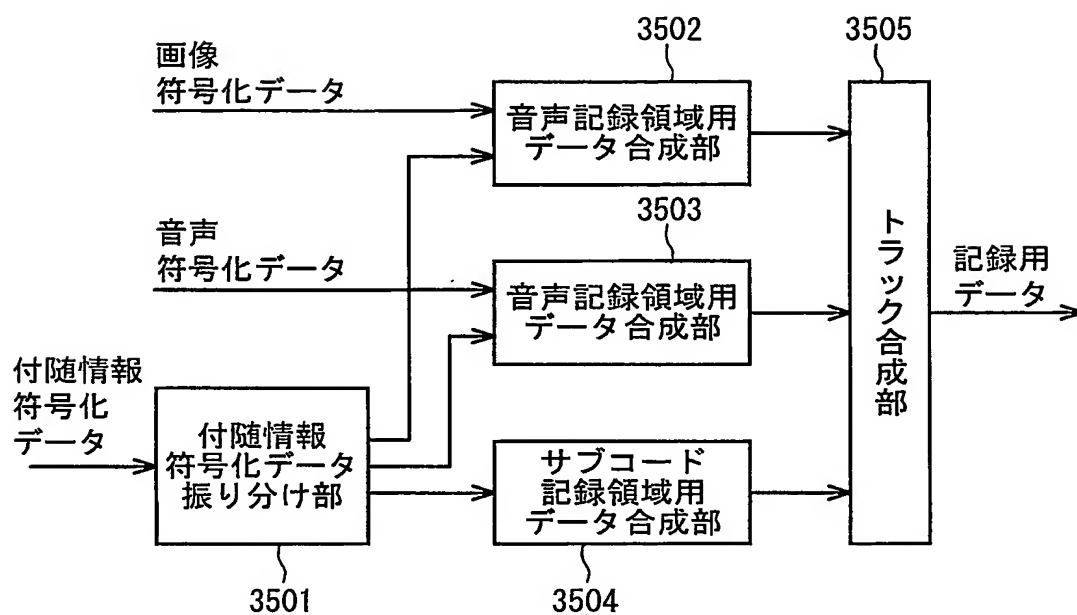 3502
3505
画像
符号化データ
音声記録領域用
データ合成部
3503
音声
符号化データ
音声記録領域用
データ合成部
トラック合成部
記録用
データ
付随情報
符号化
データ
付随情報
符号化データ
振り分け部
サブコード
記録領域用
データ合成部
3501
3504